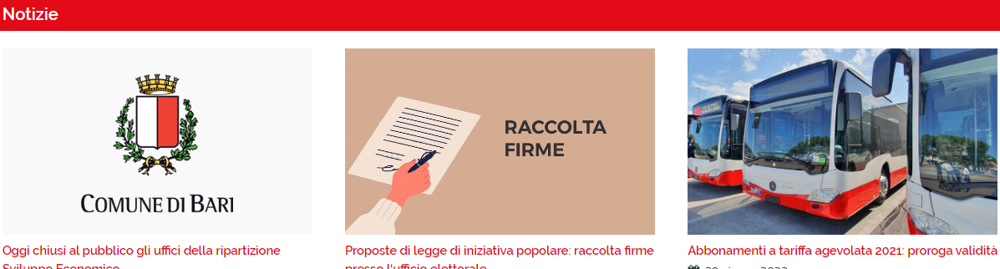 Notizie
COMUNE DI BARI
RACCOLTA
FIRME
Oggi chiusi al pubblico gli uffici della ripartizione
Sviluppo Economico
Proposte di legge di iniziativa popolare: raccolta firme
presso l'ufficio elettorale
Abbonamenti a tariffa agevolata 2021: proroga validità